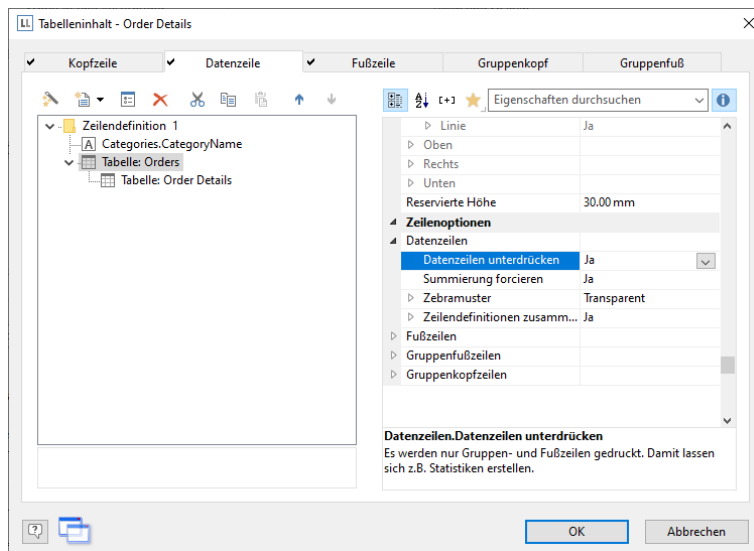 LL Tabelleninhalt - Order Details
Kopfzeile Datenzeile Fußzeile Gruppenkopf Gruppenfuß
Eigenschaften durchsuchen
Zeilendefinition 1
A Categories.CategoryName
Tabelle: Orders
Tabelle: Order Details
Linie Ja
Oben
Rechts
Unten
Reservierte Höhe 30.00 mm
Zeilenoptionen
Datenzeilen
Datenzeilen unterdrücken Ja
Summierung forcieren Ja
Zebramuster Transparent
Zeilendefinitionen zusamm... Ja
Fußzeilen
Gruppenfußzeilen
Gruppenkopfzeilen
Datenzeilen.Datenzeilen unterdrücken
Es werden nur Gruppen- und Fußzeilen gedruckt. Damit lassen
sich z.B. Statistiken erstellen.
OK Abbrechen